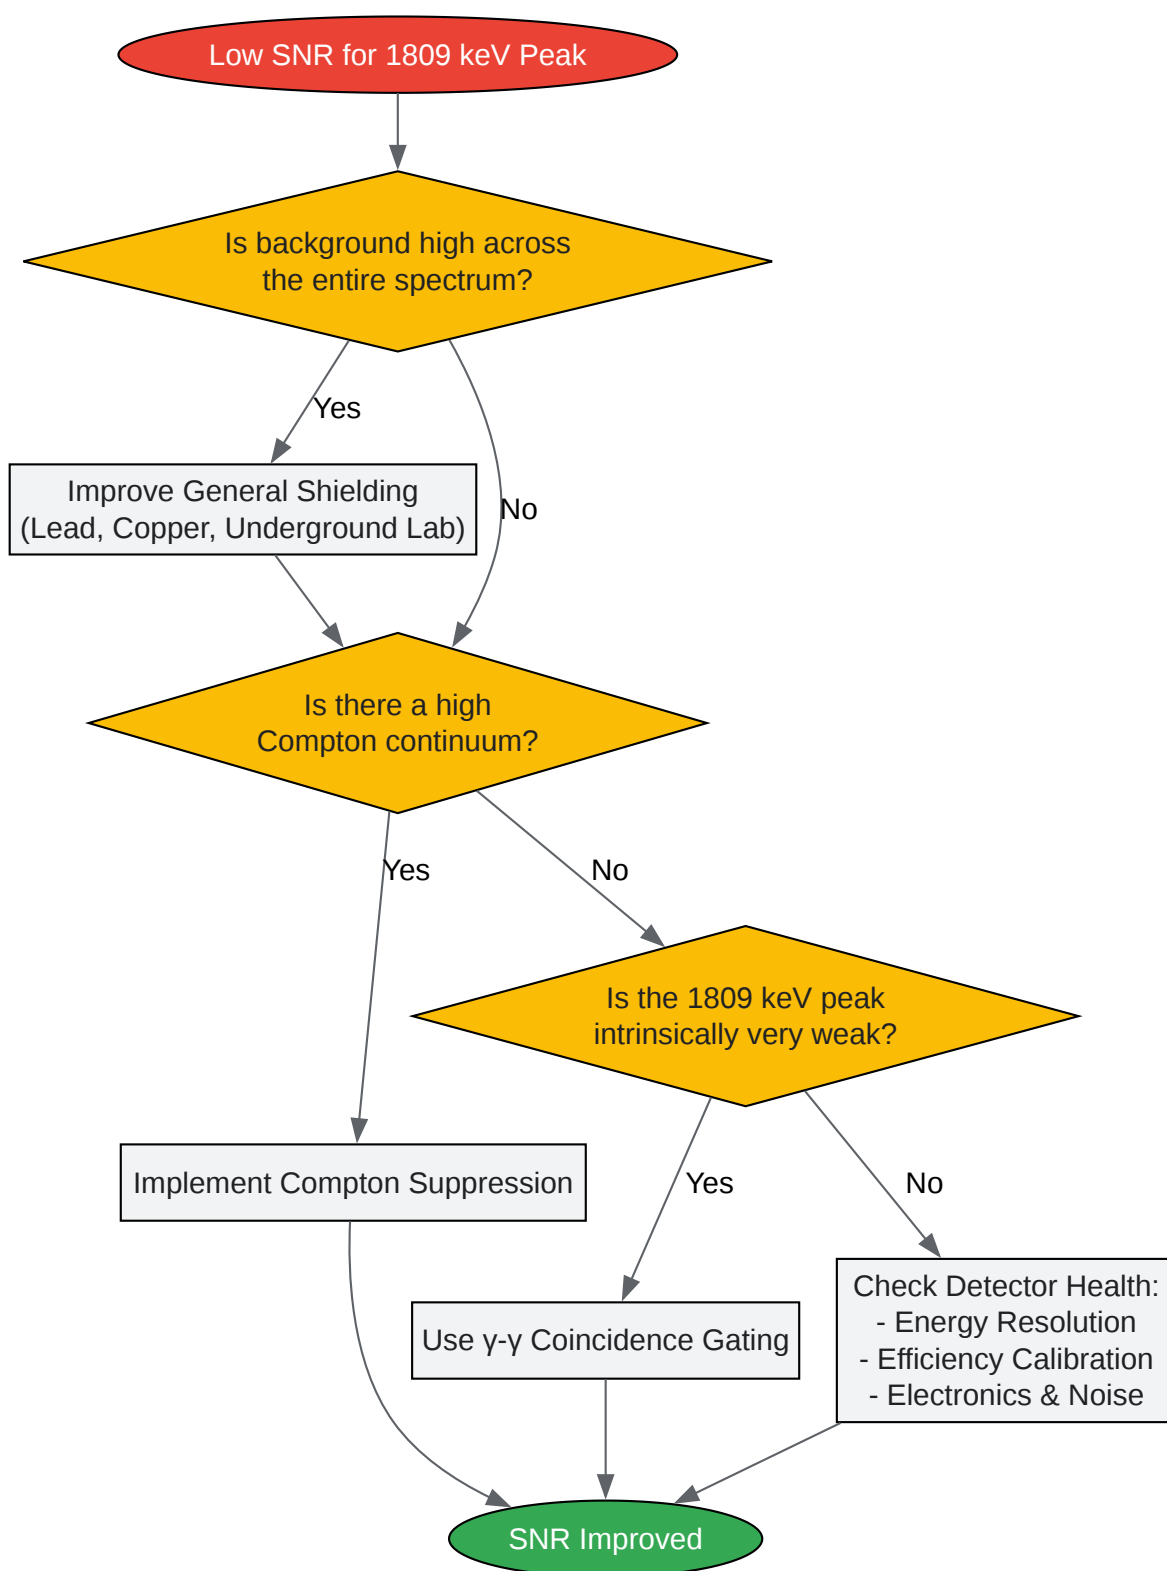 Low SNR for 1809 keV Peak
Is background high across
the entire spectrum?
Yes
Improve General Shielding
(Lead, Copper, Underground Lab)
No
Is there a high
Compton continuum?
Yes
No
Is the 1809 keV peak
intrinsically very weak?
Implement Compton Suppression
Yes
No
Use γ-γ Coincidence Gating
Check Detector Health:
- Energy Resolution
- Efficiency Calibration
- Electronics & Noise
SNR Improved